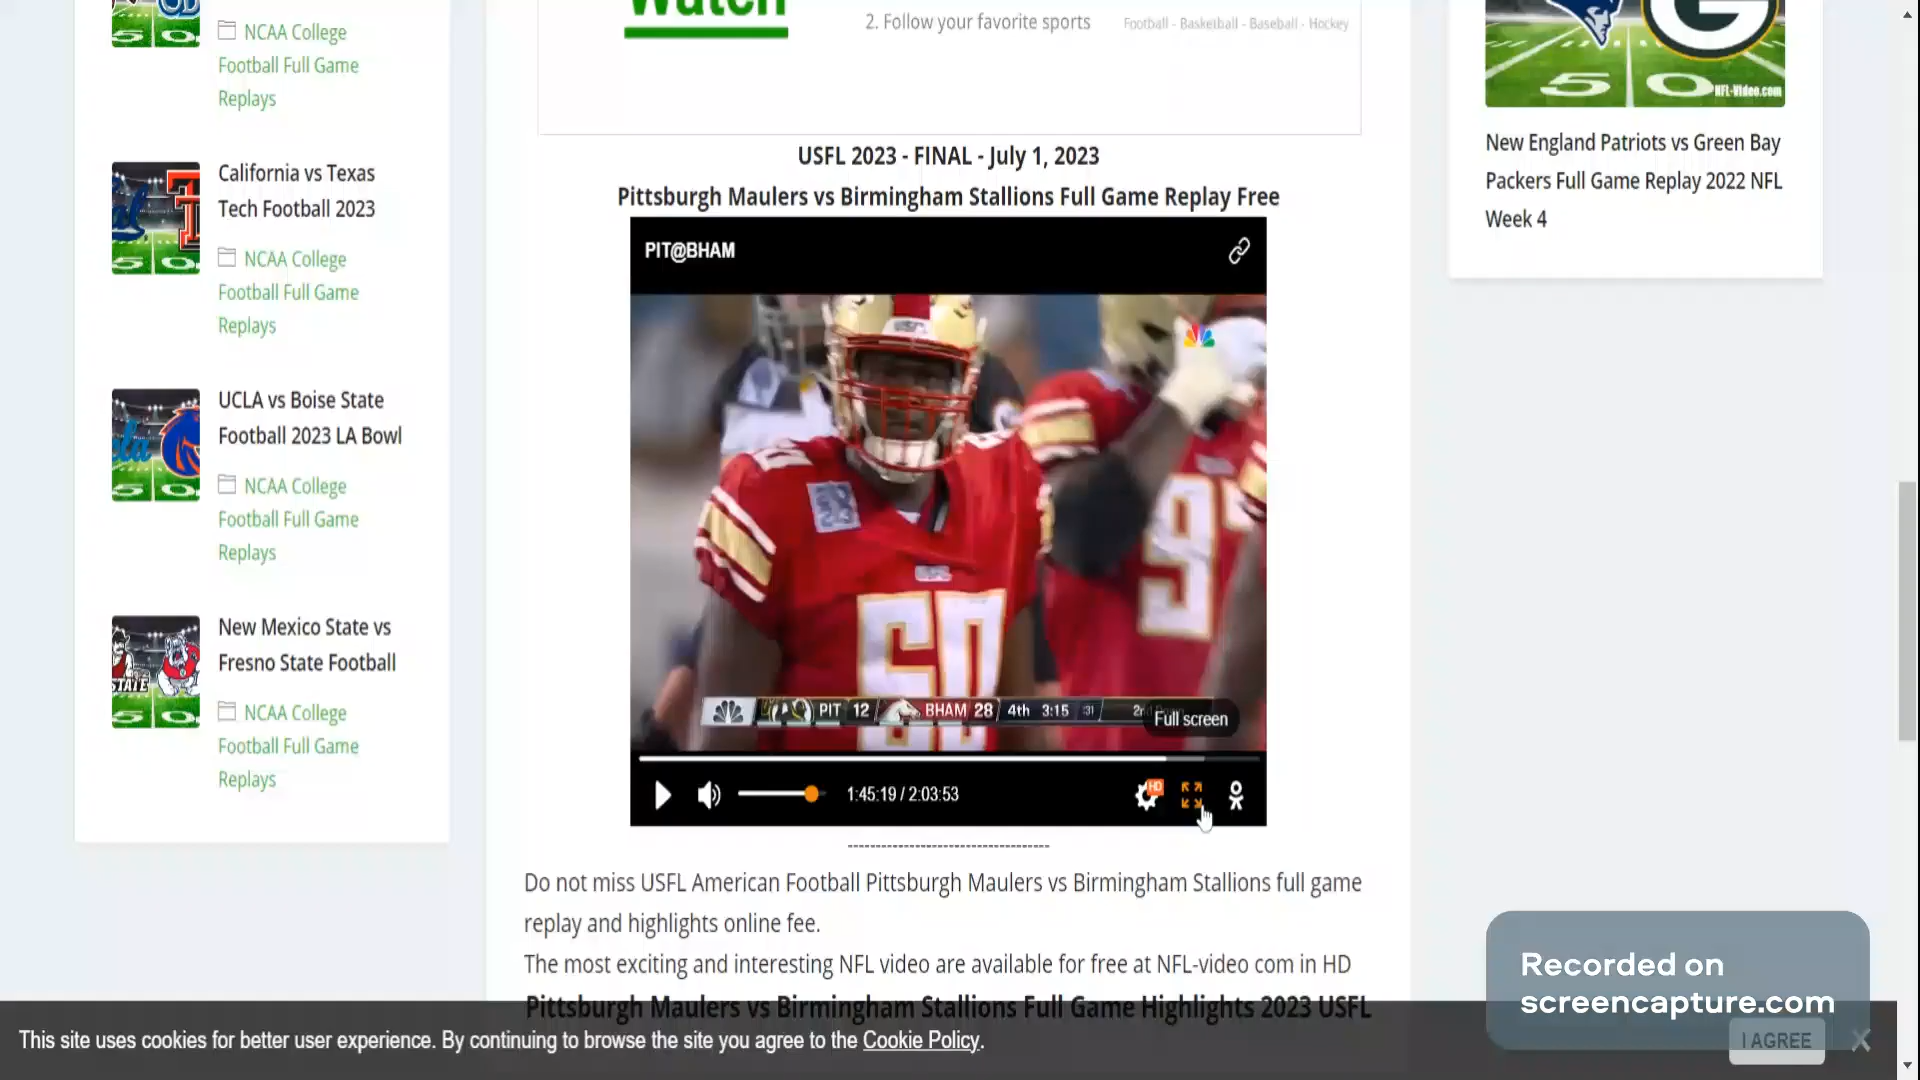 NCAA College
Football Full Game
Replays
California vs Texas
Tech Football 2023
NCAA College
Football Full Game
Replays
UCLA vs Boise State
Football 2023 LA Bowl
NCAA College
Football Full Game
Replays
New Mexico State vs
Fresno State Football
NCAA College
Football Full Game
Replays
Watch
2. Follow your favorite sports
Football - Basketball - Baseball - Hockey
USFL 2023 - FINAL - July 1, 2023
Pittsburgh Maulers vs Birmingham Stallions Full Game Replay Free
PIT@BHAM
60
PIT 12 BHAM 28 4th 3:15 :31 2n
Full screen
1:45:19 / 2:03:53
HD
-----------------------------------
Do not miss USFL American Football Pittsburgh Maulers vs Birmingham Stallions full game
replay and highlights online fee.
The most exciting and interesting NFL video are available for free at NFL-video com in HD
Pittsburgh Maulers vs Birmingham Stallions Full Game Highlights 2023 USFL
5 0
NFL-Video.com
New England Patriots vs Green Bay
Packers Full Game Replay 2022 NFL
Week 4
Recorded on
screencapture.com
This site uses cookies for better user experience. By continuing to browse the site you agree to the Cookie Policy.
I AGREE
X